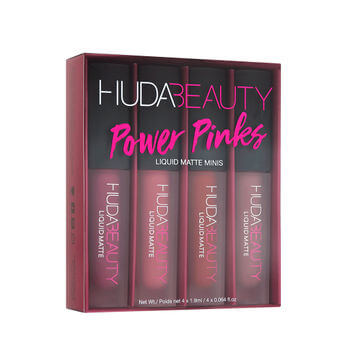 HUDABEAUTY
Power Pinks
LIQUID MATTE MINIS
HUDABEAUTY
LIQUID MATTE
HUDABEAUTY
LIQUID MATTE
HUDABEAUTY
LIQUID MATTE
HUDABEAUTY
LIQUID MATTE
Net Wt./ Poids net 4 x 1.9ml / 4 x 0.064 fl oz